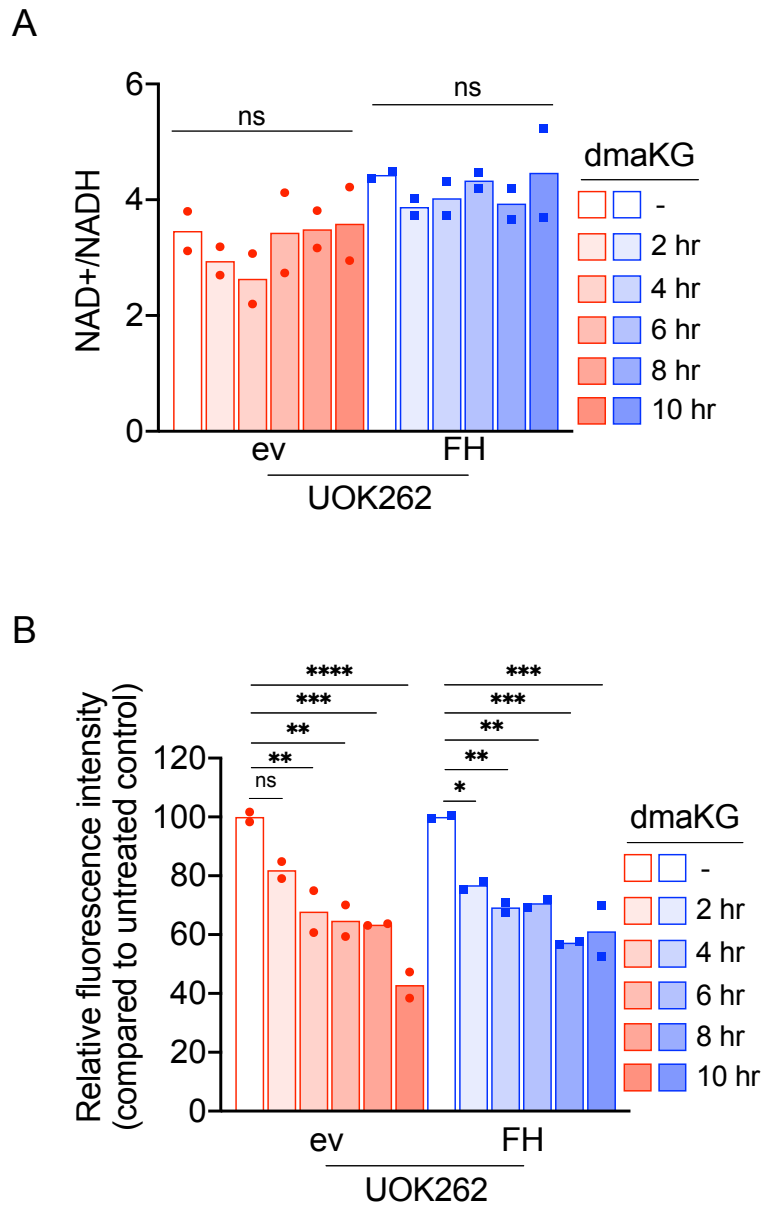 A
6
4
2
0
NAD+/NADH
ns
ns
ev
FH
UOK262
dmaKG
-
2 hr
4 hr
6 hr
8 hr
10 hr
B
Relative fluorescence intensity
(compared to untreated control)
120
100
80
60
40
20
0
****
***
**
**
ns
***
***
**
**
*
ev
FH
UOK262
dmaKG
-
2 hr
4 hr
6 hr
8 hr
10 hr